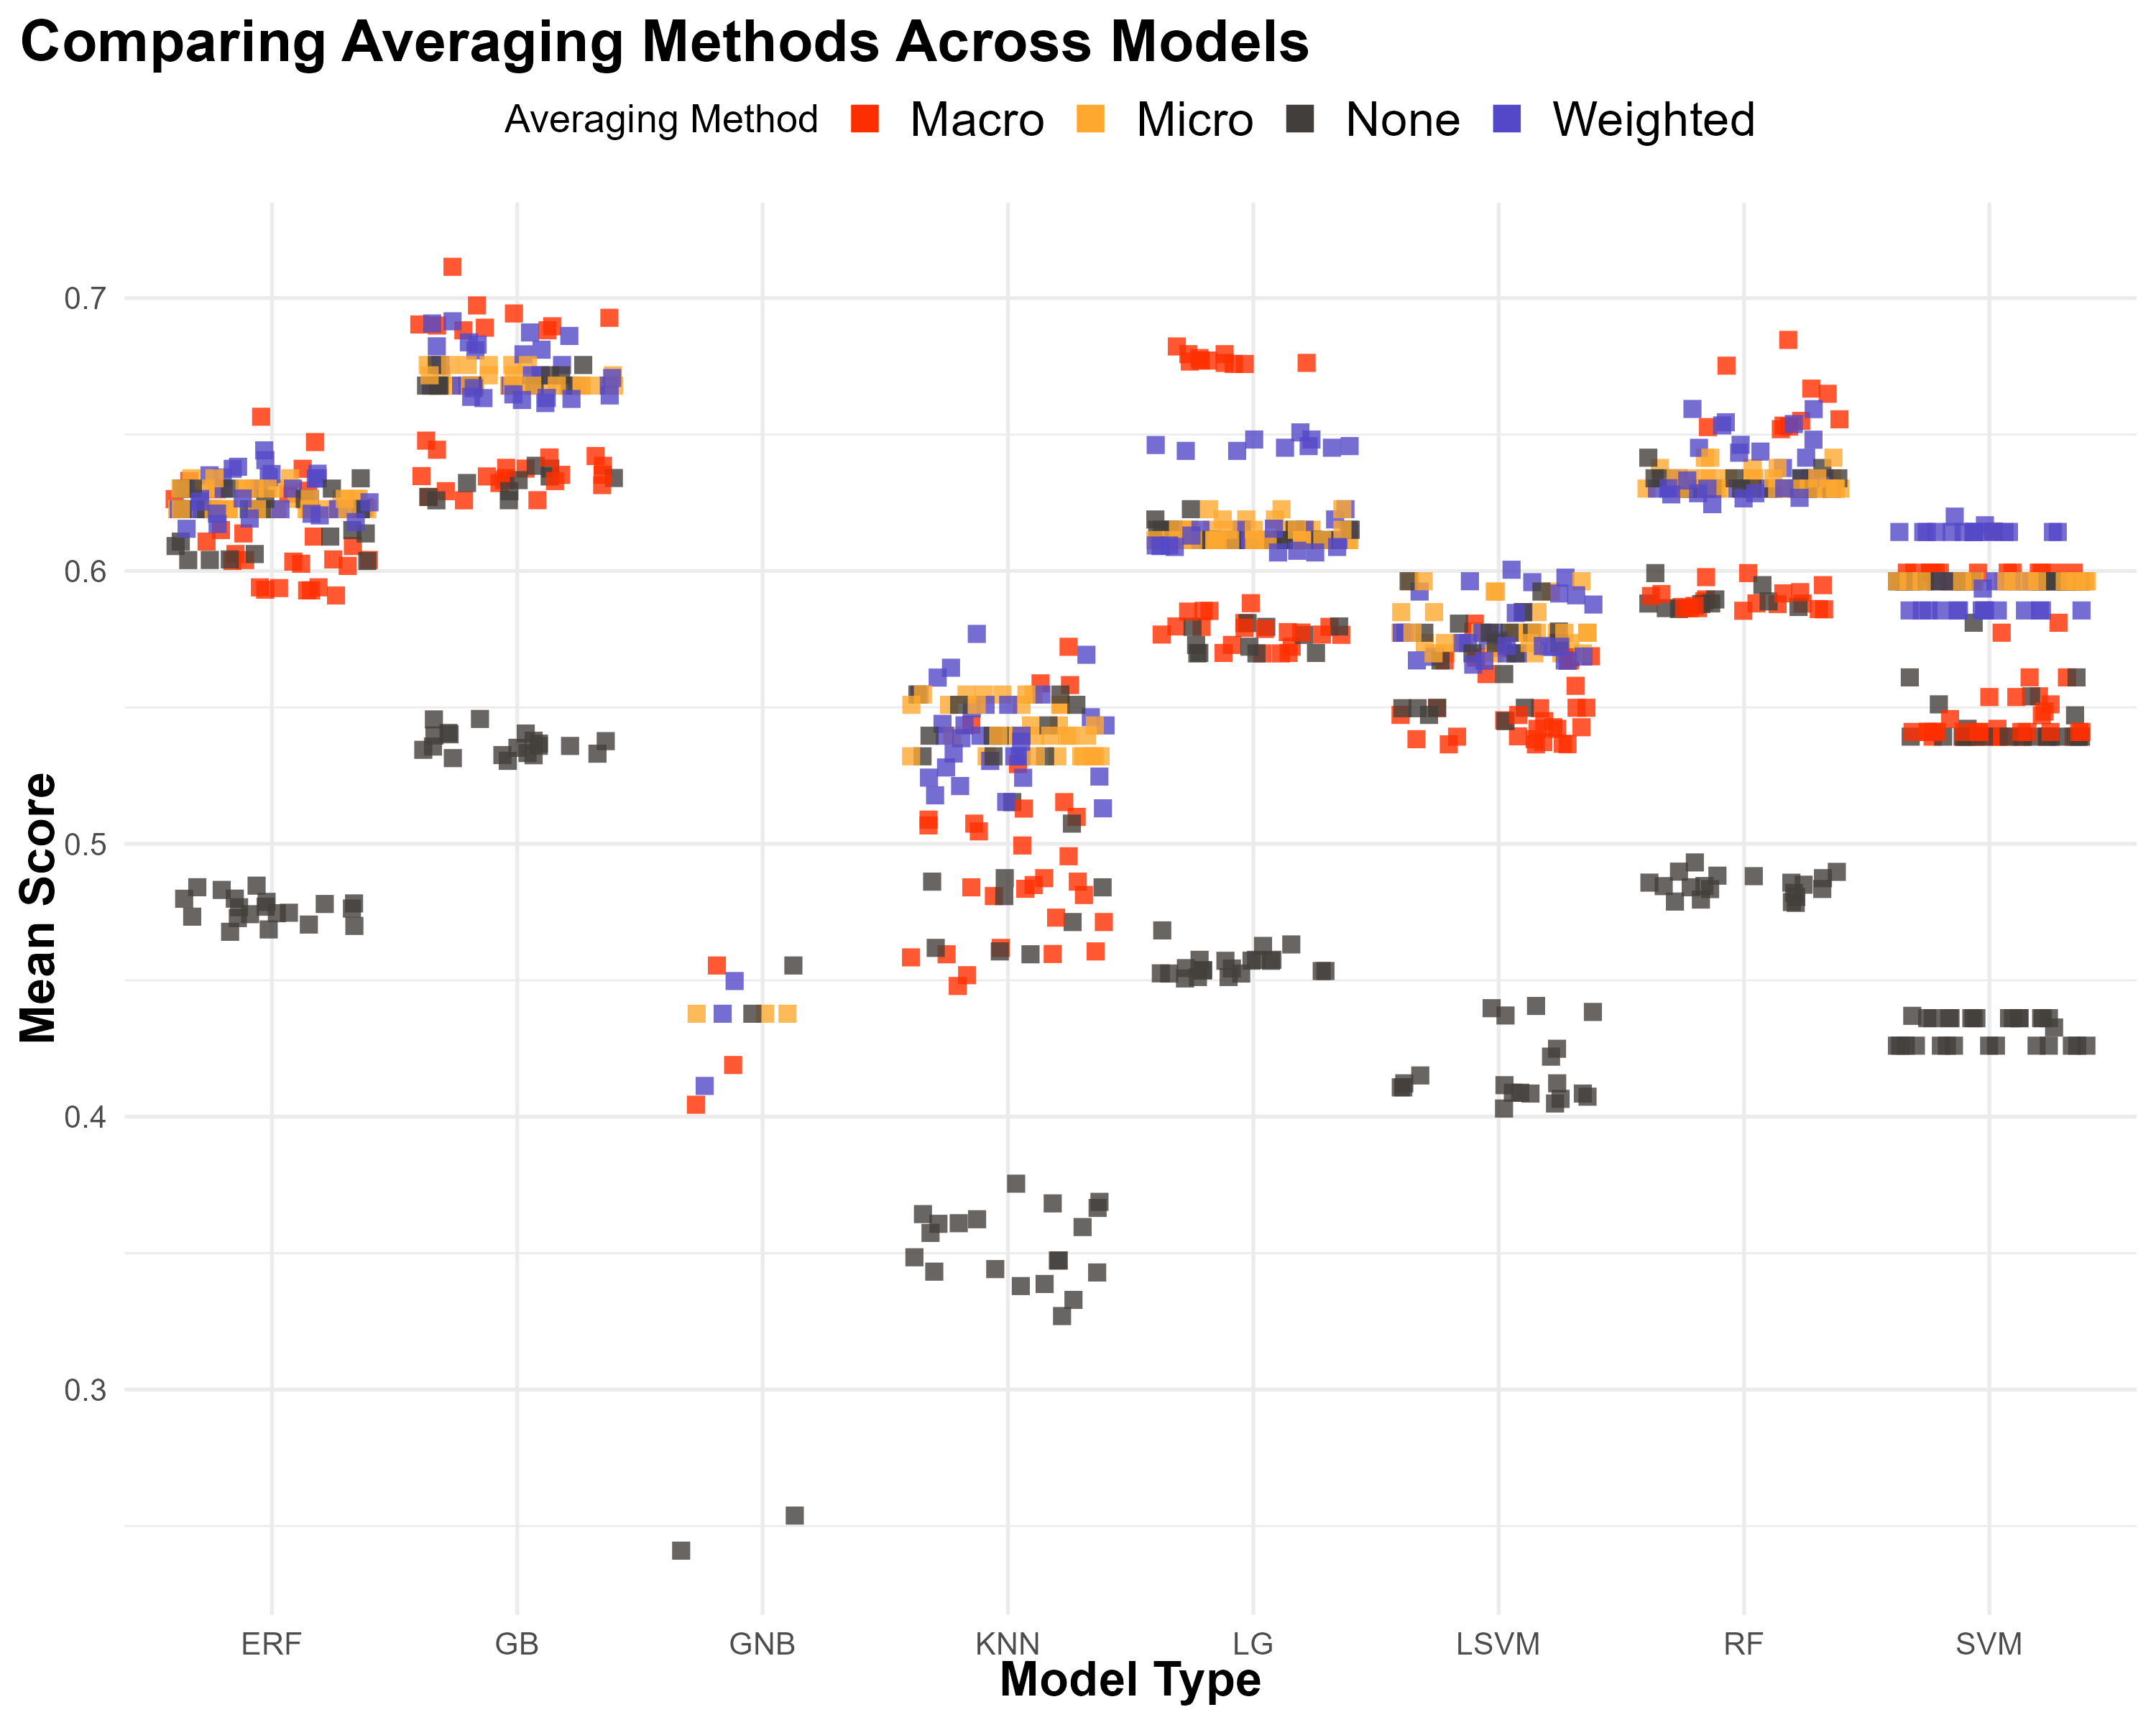 Comparing Averaging Methods Across Models
Averaging Method Macro Micro None Weighted
0.7
0.6
0.5
0.4
0.3
Mean Score
ERF GB GNB KNN LG LSVM RF SVM
Model Type